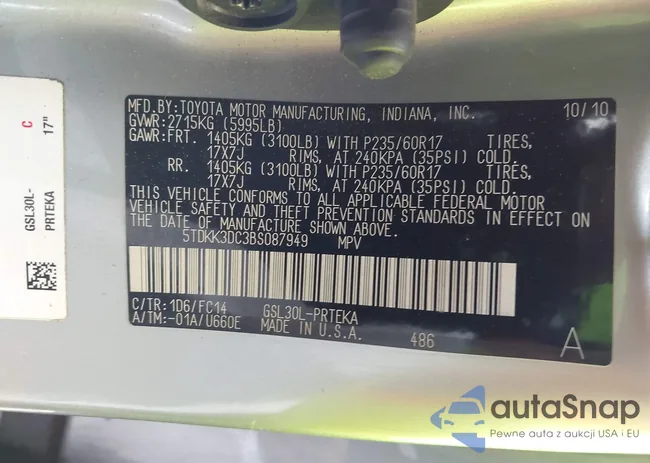 C 17"
GSL30L-
PRTEKA
MFD.BY:TOYOTA MOTOR MANUFACTURING, INDIANA, INC. 10/10
GVWR:2715KG (5995LB)
GAWR:FRT. 1405KG (3100LB) WITH P235/60R17 TIRES,
17X7J RIMS, AT 240KPA (35PSI) COLD.
RR. 1405KG (3100LB) WITH P235/60R17 TIRES,
17X7J RIMS, AT 240KPA (35PSI) COLD.
THIS VEHICLE CONFORMS TO ALL APPLICABLE FEDERAL MOTOR
VEHICLE SAFETY AND THEFT PREVENTION STANDARDS IN EFFECT ON
THE DATE OF MANUFACTURE SHOWN ABOVE.
5TDKK3DC3BS087949 MPV
C/TR: 1D6/FC14 GSL30L-PRTEKA
A/TM:-01A/U660E MADE IN U.S.A. 486 A
autaSnap
Pewne auta z aukcji USA i EU